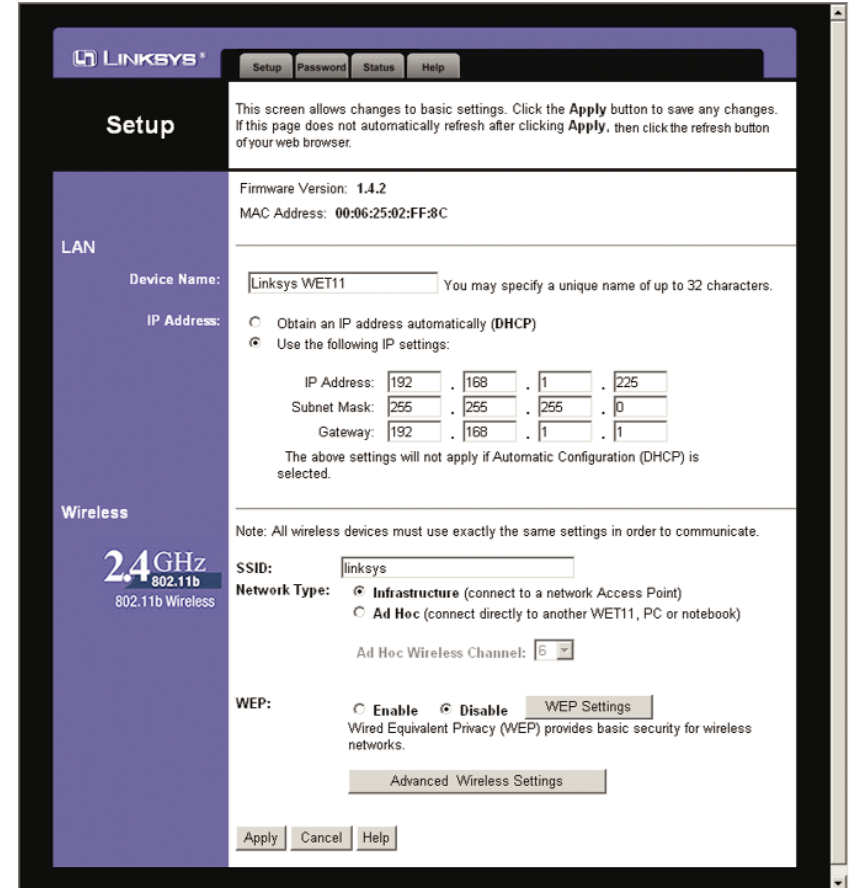 LINKSYS®
Setup Password Status Help
Setup
This screen allows changes to basic settings. Click the Apply button to save any changes.
If this page does not automatically refresh after clicking Apply, then click the refresh button
of your web browser.
Firmware Version: 1.4.2
MAC Address: 00:06:25:02:FF:8C
LAN
Device Name: Linksys WET11 You may specify a unique name of up to 32 characters.
IP Address: Obtain an IP address automatically (DHCP)
Use the following IP settings:
IP Address: 192 . 168 . 1 . 225
Subnet Mask: 255 . 255 . 255 . 0
Gateway: 192 . 168 . 1 . 1
The above settings will not apply if Automatic Configuration (DHCP) is
selected.
Wireless
Note: All wireless devices must use exactly the same settings in order to communicate.
2.4 GHz
802.11b
802.11b Wireless
SSID: linksys
Network Type: Infrastructure (connect to a network Access Point)
Ad Hoc (connect directly to another WET11, PC or notebook)
Ad Hoc Wireless Channel: 6
WEP: Enable Disable WEP Settings
Wired Equivalent Privacy (WEP) provides basic security for wireless
networks.
Advanced Wireless Settings
Apply Cancel Help